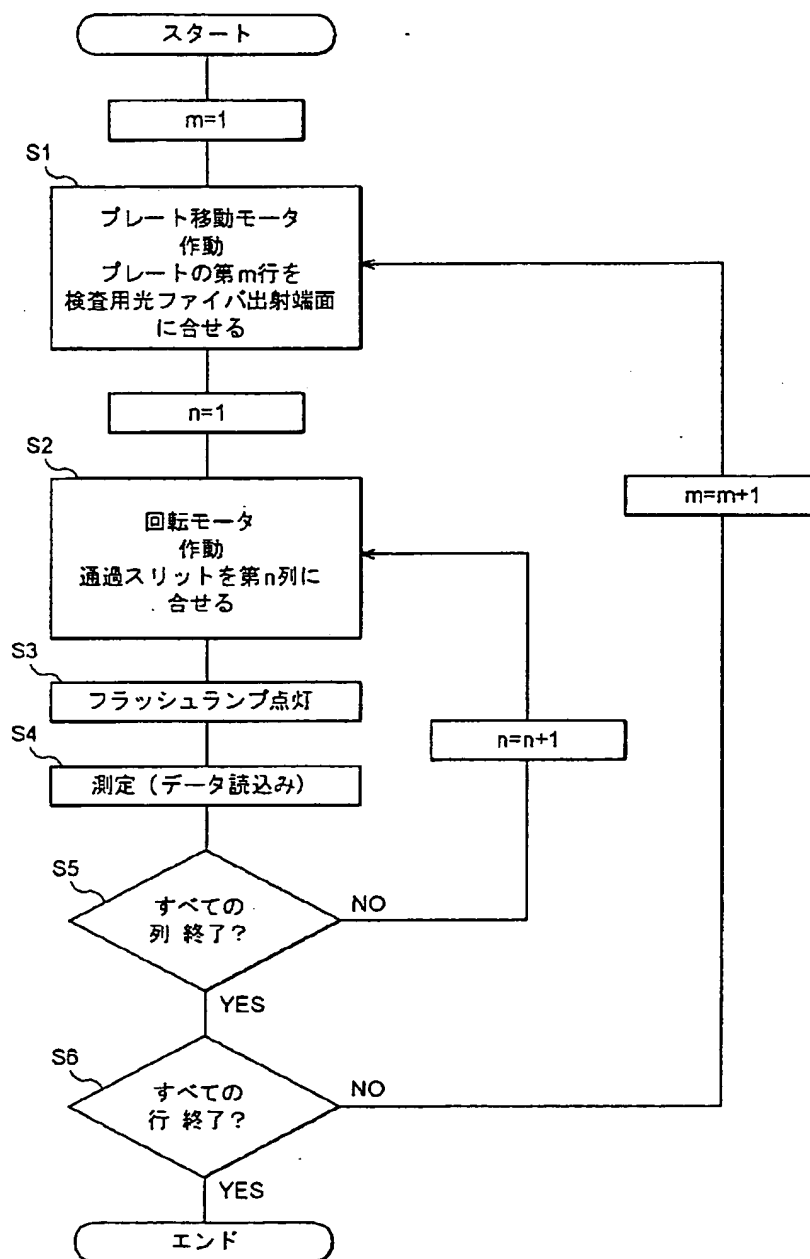 スタート
m=1
S1
プレート移動モータ
作動
プレートの第m行を
検査用光ファイバ出射端面
に合せる
n=1
S2
回転モータ
作動
通過スリットを第n列に
合せる
m=m+1
S3
フラッシュランプ点灯
n=n+1
S4
測定（データ読込み）
S5
すべての
列 終了？
NO
YES
S6
すべての
行 終了？
NO
YES
エンド